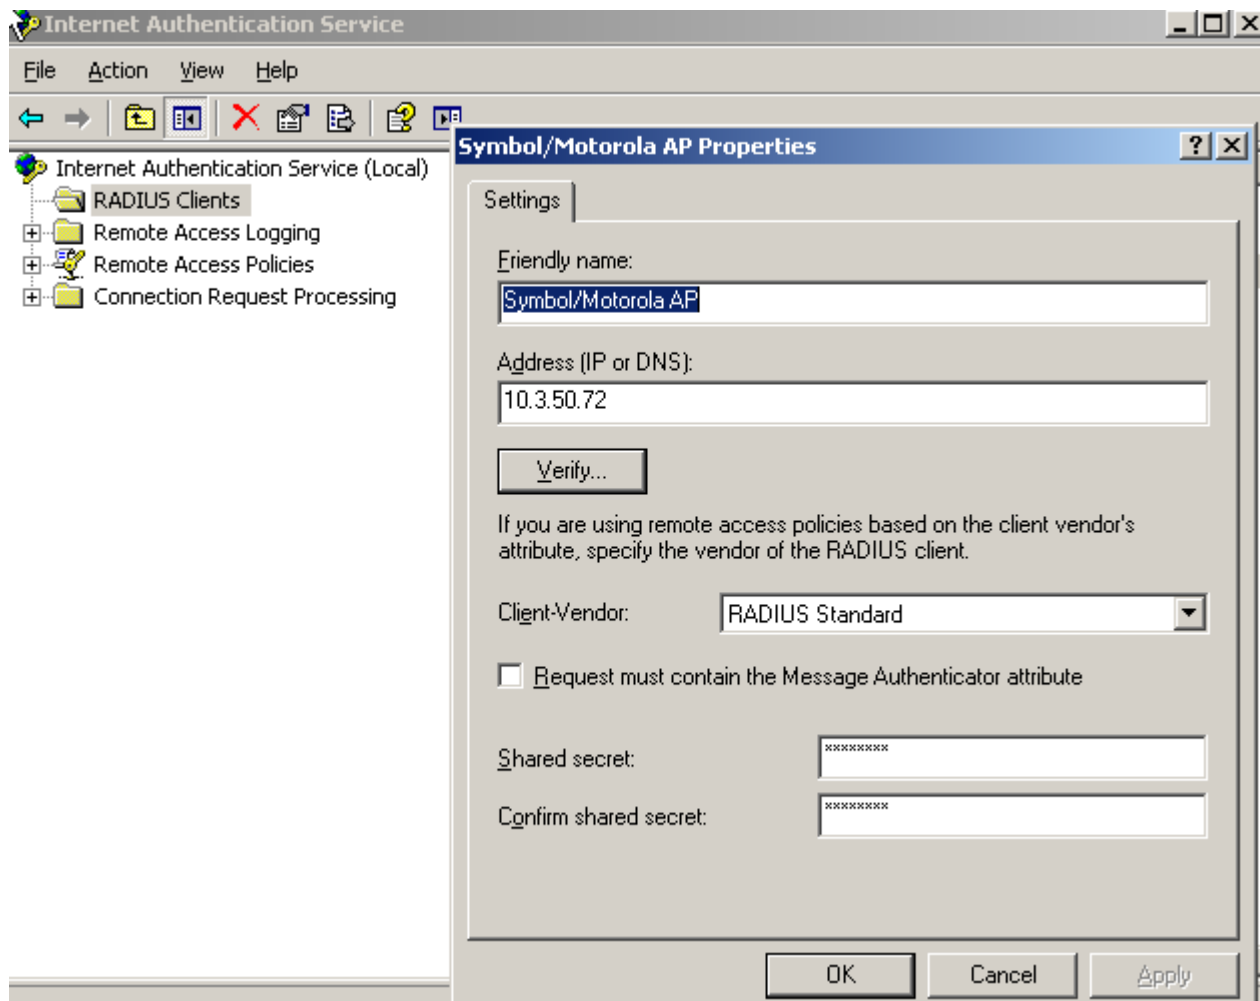 Internet Authentication Service
File Action View Help
Internet Authentication Service (Local)
RADIUS Clients
Remote Access Logging
Remote Access Policies
Connection Request Processing
Symbol/Motorola AP Properties
Settings
Friendly name:
Symbol/Motorola AP
Address (IP or DNS):
10.3.50.72
Verify...
If you are using remote access policies based on the client vendor's
attribute, specify the vendor of the RADIUS client.
Client-Vendor: RADIUS Standard
Request must contain the Message Authenticator attribute
Shared secret: ********
Confirm shared secret: ********
OK Cancel Apply